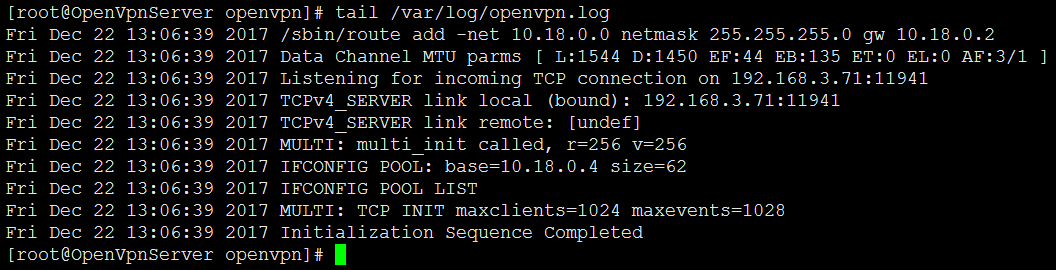 [root@OpenVpnServer openvpn]# tail /var/log/openvpn.log
Fri Dec 22 13:06:39 2017 /sbin/route add -net 10.18.0.0 netmask 255.255.255.0 gw 10.18.0.2
Fri Dec 22 13:06:39 2017 Data Channel MTU parms [ L:1544 D:1450 EF:44 EB:135 ET:0 EL:0 AF:3/1 ]
Fri Dec 22 13:06:39 2017 Listening for incoming TCP connection on 192.168.3.71:11941
Fri Dec 22 13:06:39 2017 TCPv4_SERVER link local (bound): 192.168.3.71:11941
Fri Dec 22 13:06:39 2017 TCPv4_SERVER link remote: [undef]
Fri Dec 22 13:06:39 2017 MULTI: multi_init called, r=256 v=256
Fri Dec 22 13:06:39 2017 IFCONFIG POOL: base=10.18.0.4 size=62
Fri Dec 22 13:06:39 2017 IFCONFIG POOL LIST
Fri Dec 22 13:06:39 2017 MULTI: TCP INIT maxclients=1024 maxevents=1028
Fri Dec 22 13:06:39 2017 Initialization Sequence Completed
[root@OpenVpnServer openvpn]#